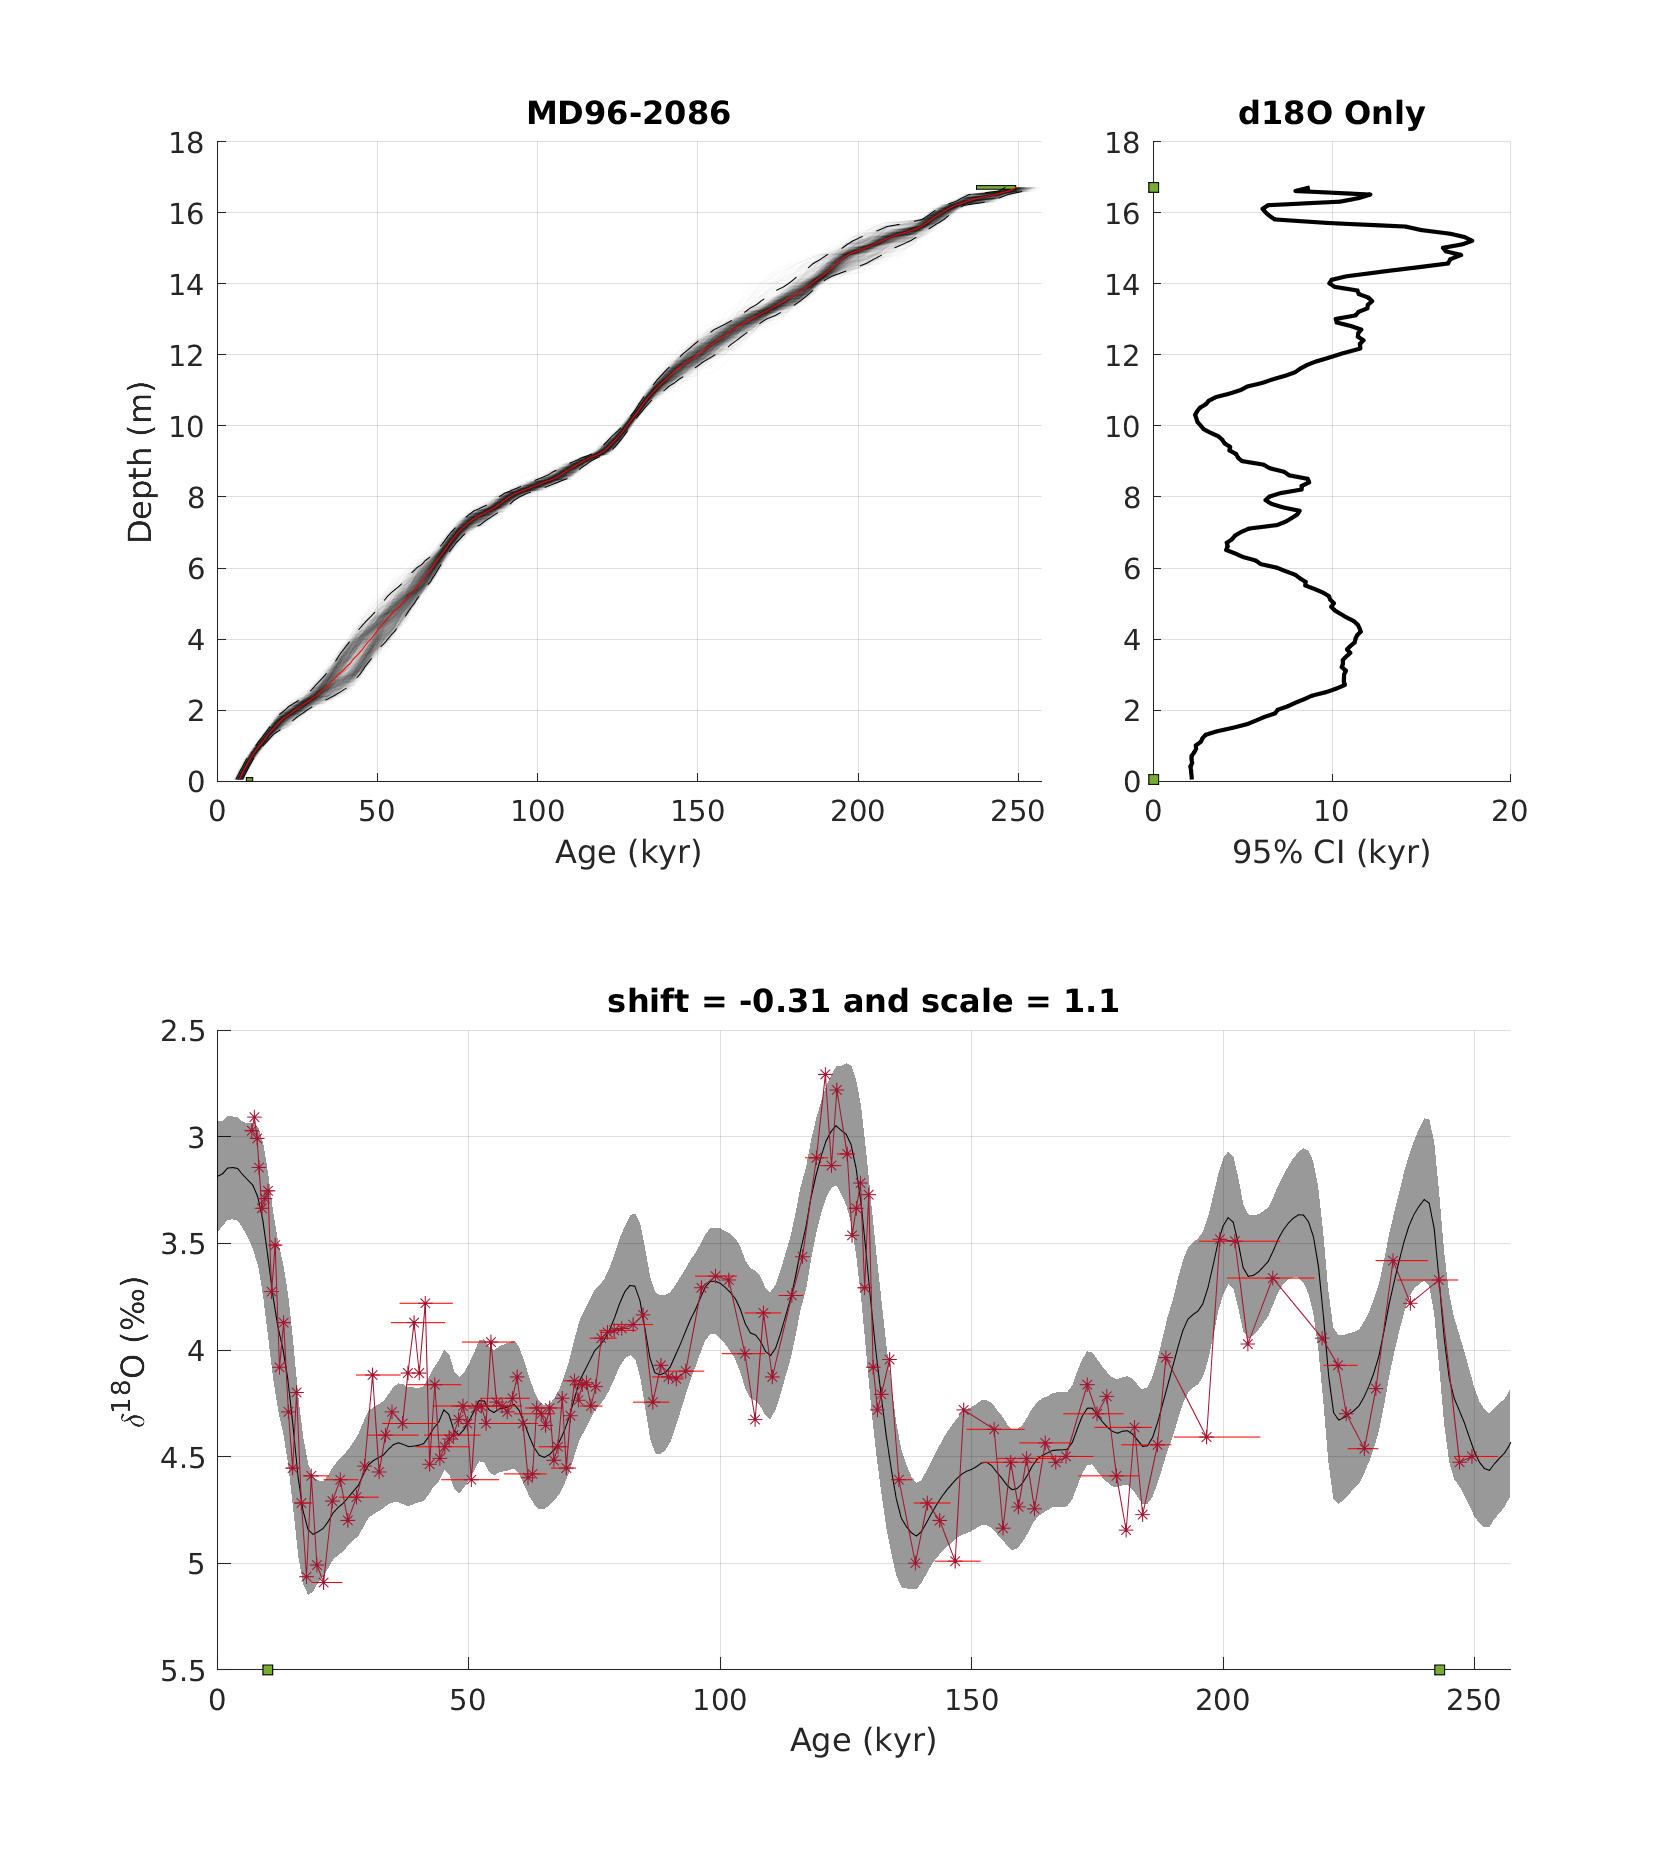 MD96-2086
d18O Only
18
16
14
12
10
8
6
4
2
0
Depth (m)
0 50 100 150 200 250
Age (kyr)
18
16
14
12
10
8
6
4
2
0
0 10 20
95% CI (kyr)
shift = -0.31 and scale = 1.1
2.5
3
3.5
4
4.5
5
5.5
δ18O (‰)
0 50 100 150 200 250
Age (kyr)